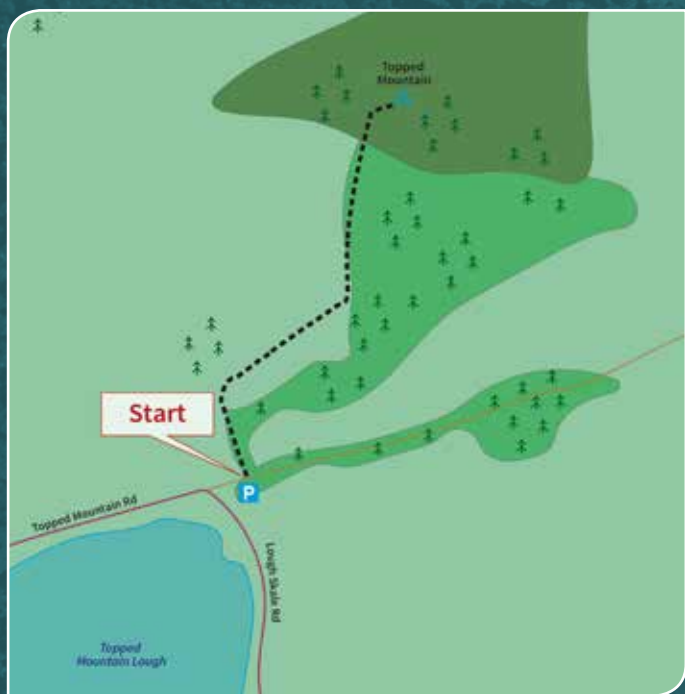 Topped
Mountain
Start
P
Topped Mountain Rd
Lough Skale Rd
Topped
Mountain Lough